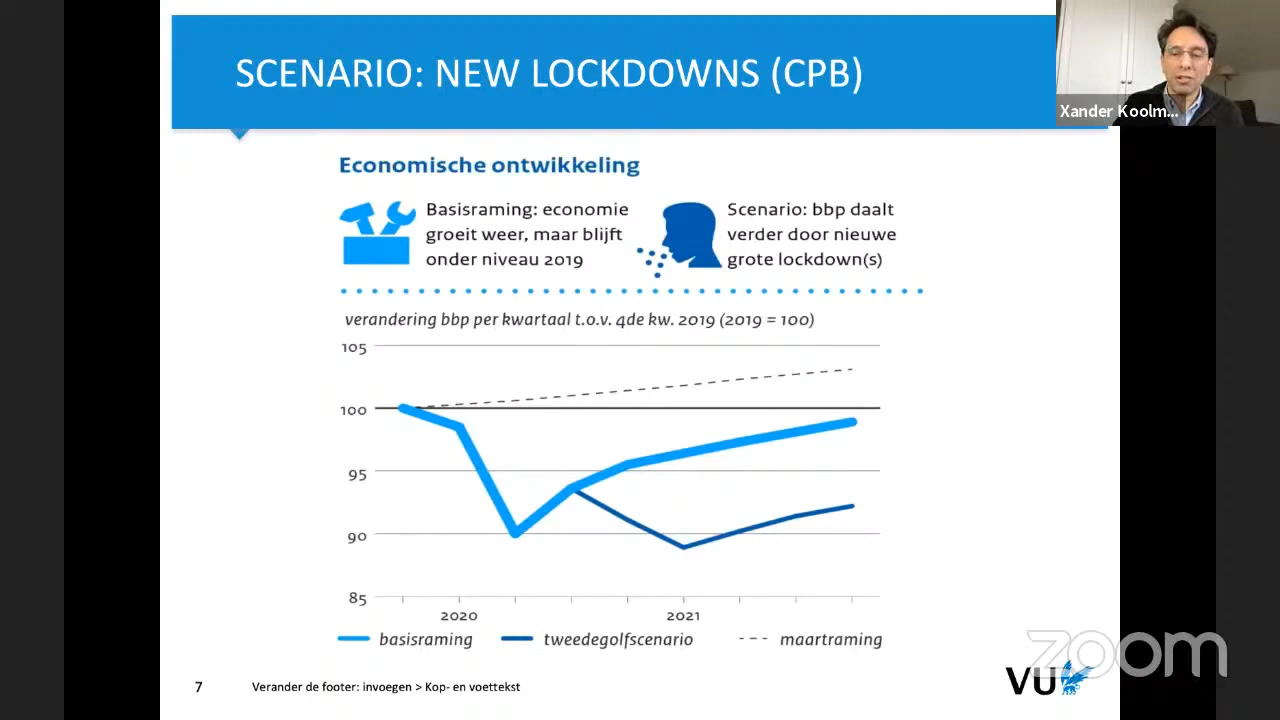 SCENARIO: NEW LOCKDOWNS (CPB)
Xander Koolm...
Economische ontwikkeling
Basisraming: economie
groeit weer, maar blijft
onder niveau 2019
Scenario: bbp daalt
verder door nieuwe
grote lockdown(s)
verandering bbp per kwartaal t.o.v. 4de kw. 2019 (2019 = 100)
105
100
95
90
85
2020 2021
basisraming tweedegolfscenario maartraming
7 Verander de footer: invoegen > Kop- en voettekst
VU
zoom